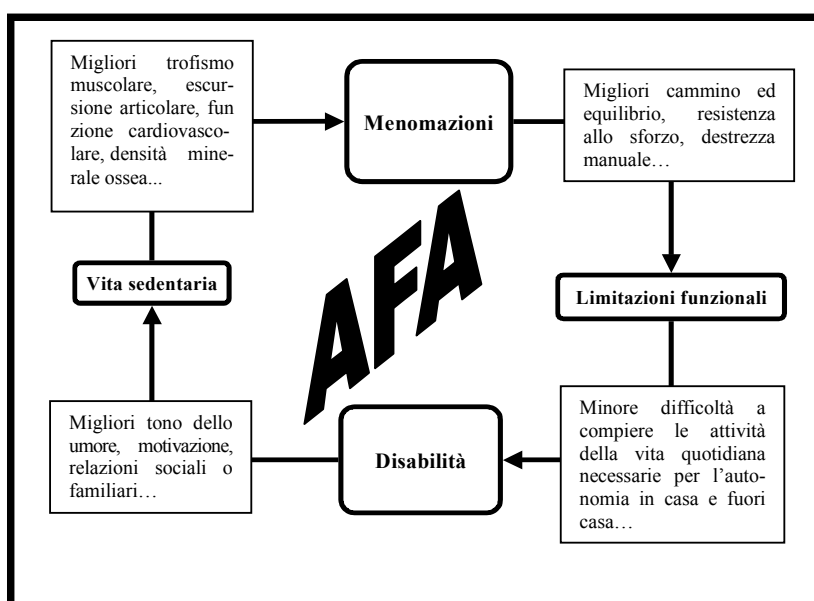 Migliori trofismo
muscolare, escur-
sione articolare, fun
zione cardiovasco-
lare, densità mine-
rale ossea...
Menomazioni
Migliori cammino ed
equilibrio, resistenza
allo sforzo, destrezza
manuale…
Vita sedentaria
AFA
Limitazioni funzionali
Migliori tono dello
umore, motivazione,
relazioni sociali o
familiari…
Disabilità
Minore difficoltà a
compiere le attività
della vita quotidiana
necessarie per l’auto-
nomia in casa e fuori
casa…